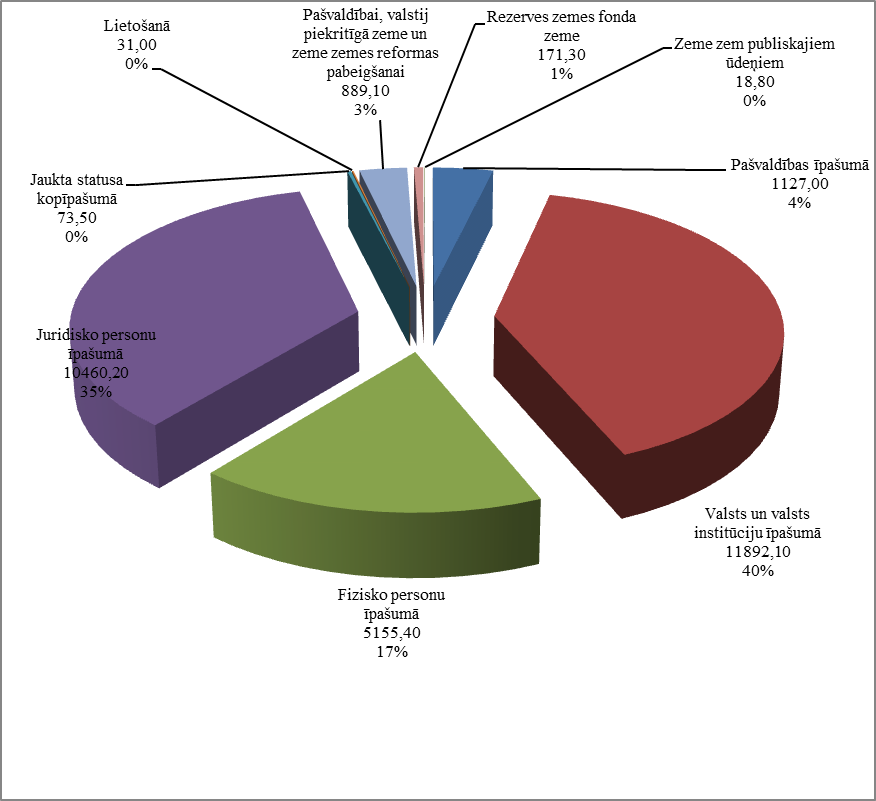 Lietošanā
31,00
0%
Pašvaldībai, valstij
piekritīgā zeme un
zeme zemes reformas
pabeigšanai
889,10
3%
Rezerves zemes fonda
zeme
171,30
1%
Zeme zem publiskajiem
ūdeņiem
18,80
0%
Pašvaldības īpašumā
1127,00
4%
Jaukta statusa
kopīpašumā
73,50
0%
Juridisko personu
īpašumā
10460,20
35%
Valsts un valsts
institūciju īpašumā
11892,10
40%
Fizisko personu
īpašumā
5155,40
17%